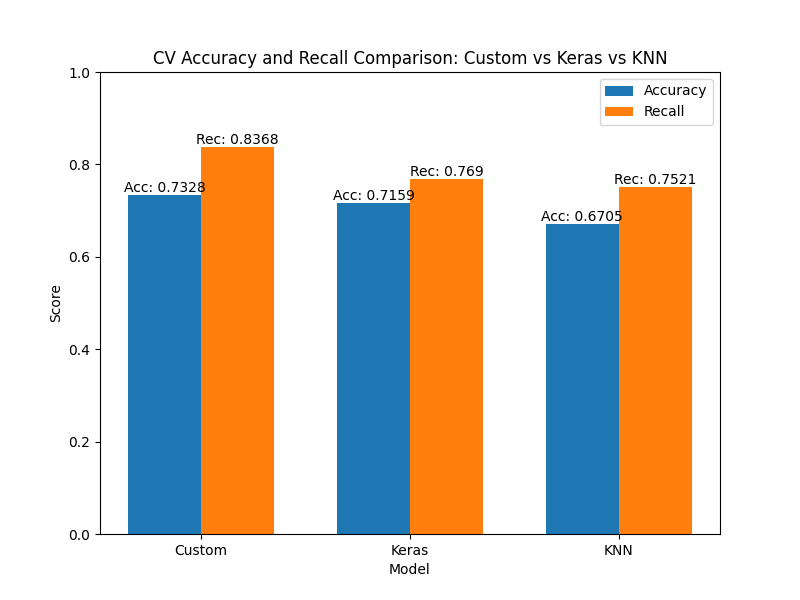 CV Accuracy and Recall Comparison: Custom vs Keras vs KNN
1.0
Accuracy
Recall
Rec: 0.8368
0.8
Acc: 0.7328
Rec: 0.769
Acc: 0.7159
Rec: 0.7521
Acc: 0.6705
0.6
Score
0.4
0.2
0.0
Custom
Keras
KNN
Model